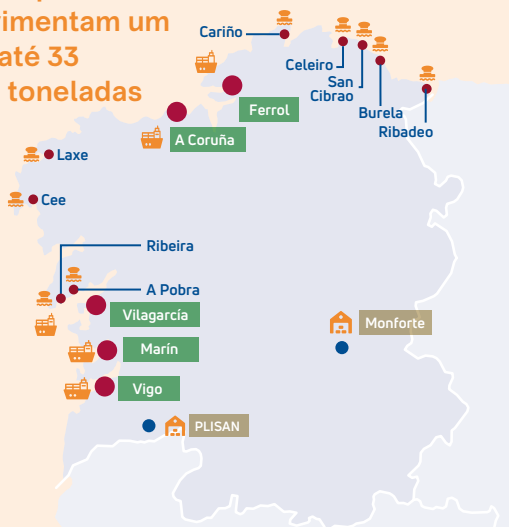 vimentam um
até 33
toneladas
Cariño
Celeiro
San
Cibrao
Burela
Ribadeo
Ferrol
A Coruña
Laxe
Cee
Ribeira
A Pobra
Vilagarcía
Marín
Vigo
Monforte
PLISAN